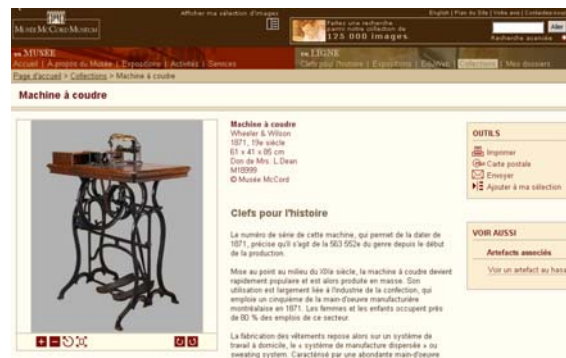 MUSÉE MCCORD MUSEUM
Afficher ma sélection d'images
English | Plan du Site | Votre avis | Contactez-nous
Faites une recherche
parmi notre collection de
125 000 images.
Aller
Recherche avancée
au MUSÉE
Accueil | A propos du Musée | Expositions | Activités | Services
en LIGNE
Clefs pour l'histoire | Expositions | EduWeb | Collections | Mes dossiers
Page d'accueil > Collections > Machine à coudre
Machine à coudre
Machine à coudre
Wheeler & Wilson
1871, 19e siècle
61 x 41 x 85 cm
Don de Mrs. L.Dean
M18999
© Musée McCord
Clefs pour l'histoire
Le numéro de série de cette machine, qui permet de la dater de
1871, précise qu'il s'agit de la 563 552e du genre depuis le début
de la production.
Mise au point au milieu du XIXe siècle, la machine à coudre devient
rapidement populaire et est alors produite en masse. Son
utilisation est largement liée à l'industrie de la confection, qui
emploie un cinquième de la main-d'oeuvre manufacturière
montréalaise en 1871. Les femmes et les enfants occupent près
de 80 % des emplois de ce secteur.
La fabrication des vêtements repose alors sur un système de
travail à domicile, le « système de manufacture dispersée » ou
sweating system. Caractérisé par une abondante main-d'oeuvre
OUTILS
Imprimer
Carte postale
Envoyer
Ajouter à ma sélection
VOIR AUSSI
Artefacts associés
Voir un artefact au hasa